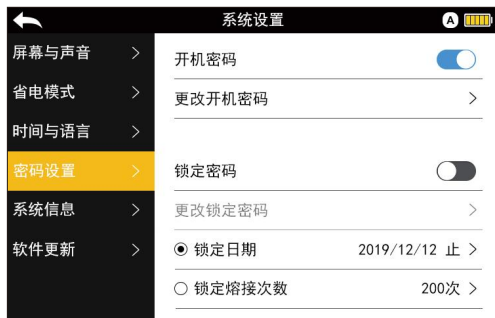 系统设置 A
屏幕与声音
省电模式
时间与语言
密码设置
系统信息
软件更新
开机密码
更改开机密码
锁定密码
更改锁定密码
锁定日期 2019/12/12 止
锁定熔接次数 200次